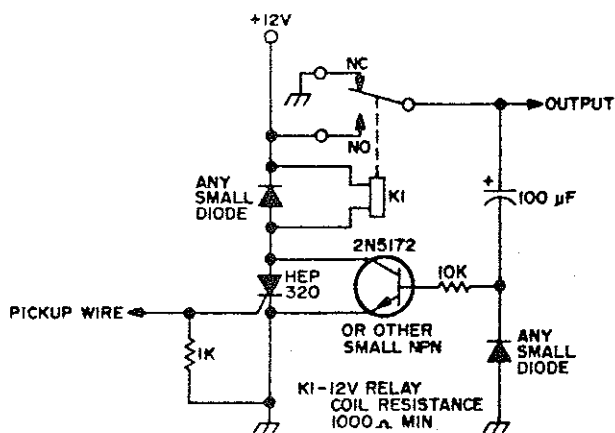 +12V
NC
OUTPUT
NO
ANY
SMALL
DIODE
K1
+
100 µF
2N5172
HEP
320
10K
PICKUP WIRE
OR OTHER
SMALL NPN
ANY
SMALL
DIODE
1K
K1-12V RELAY
COIL RESISTANCE
1000Ω MIN